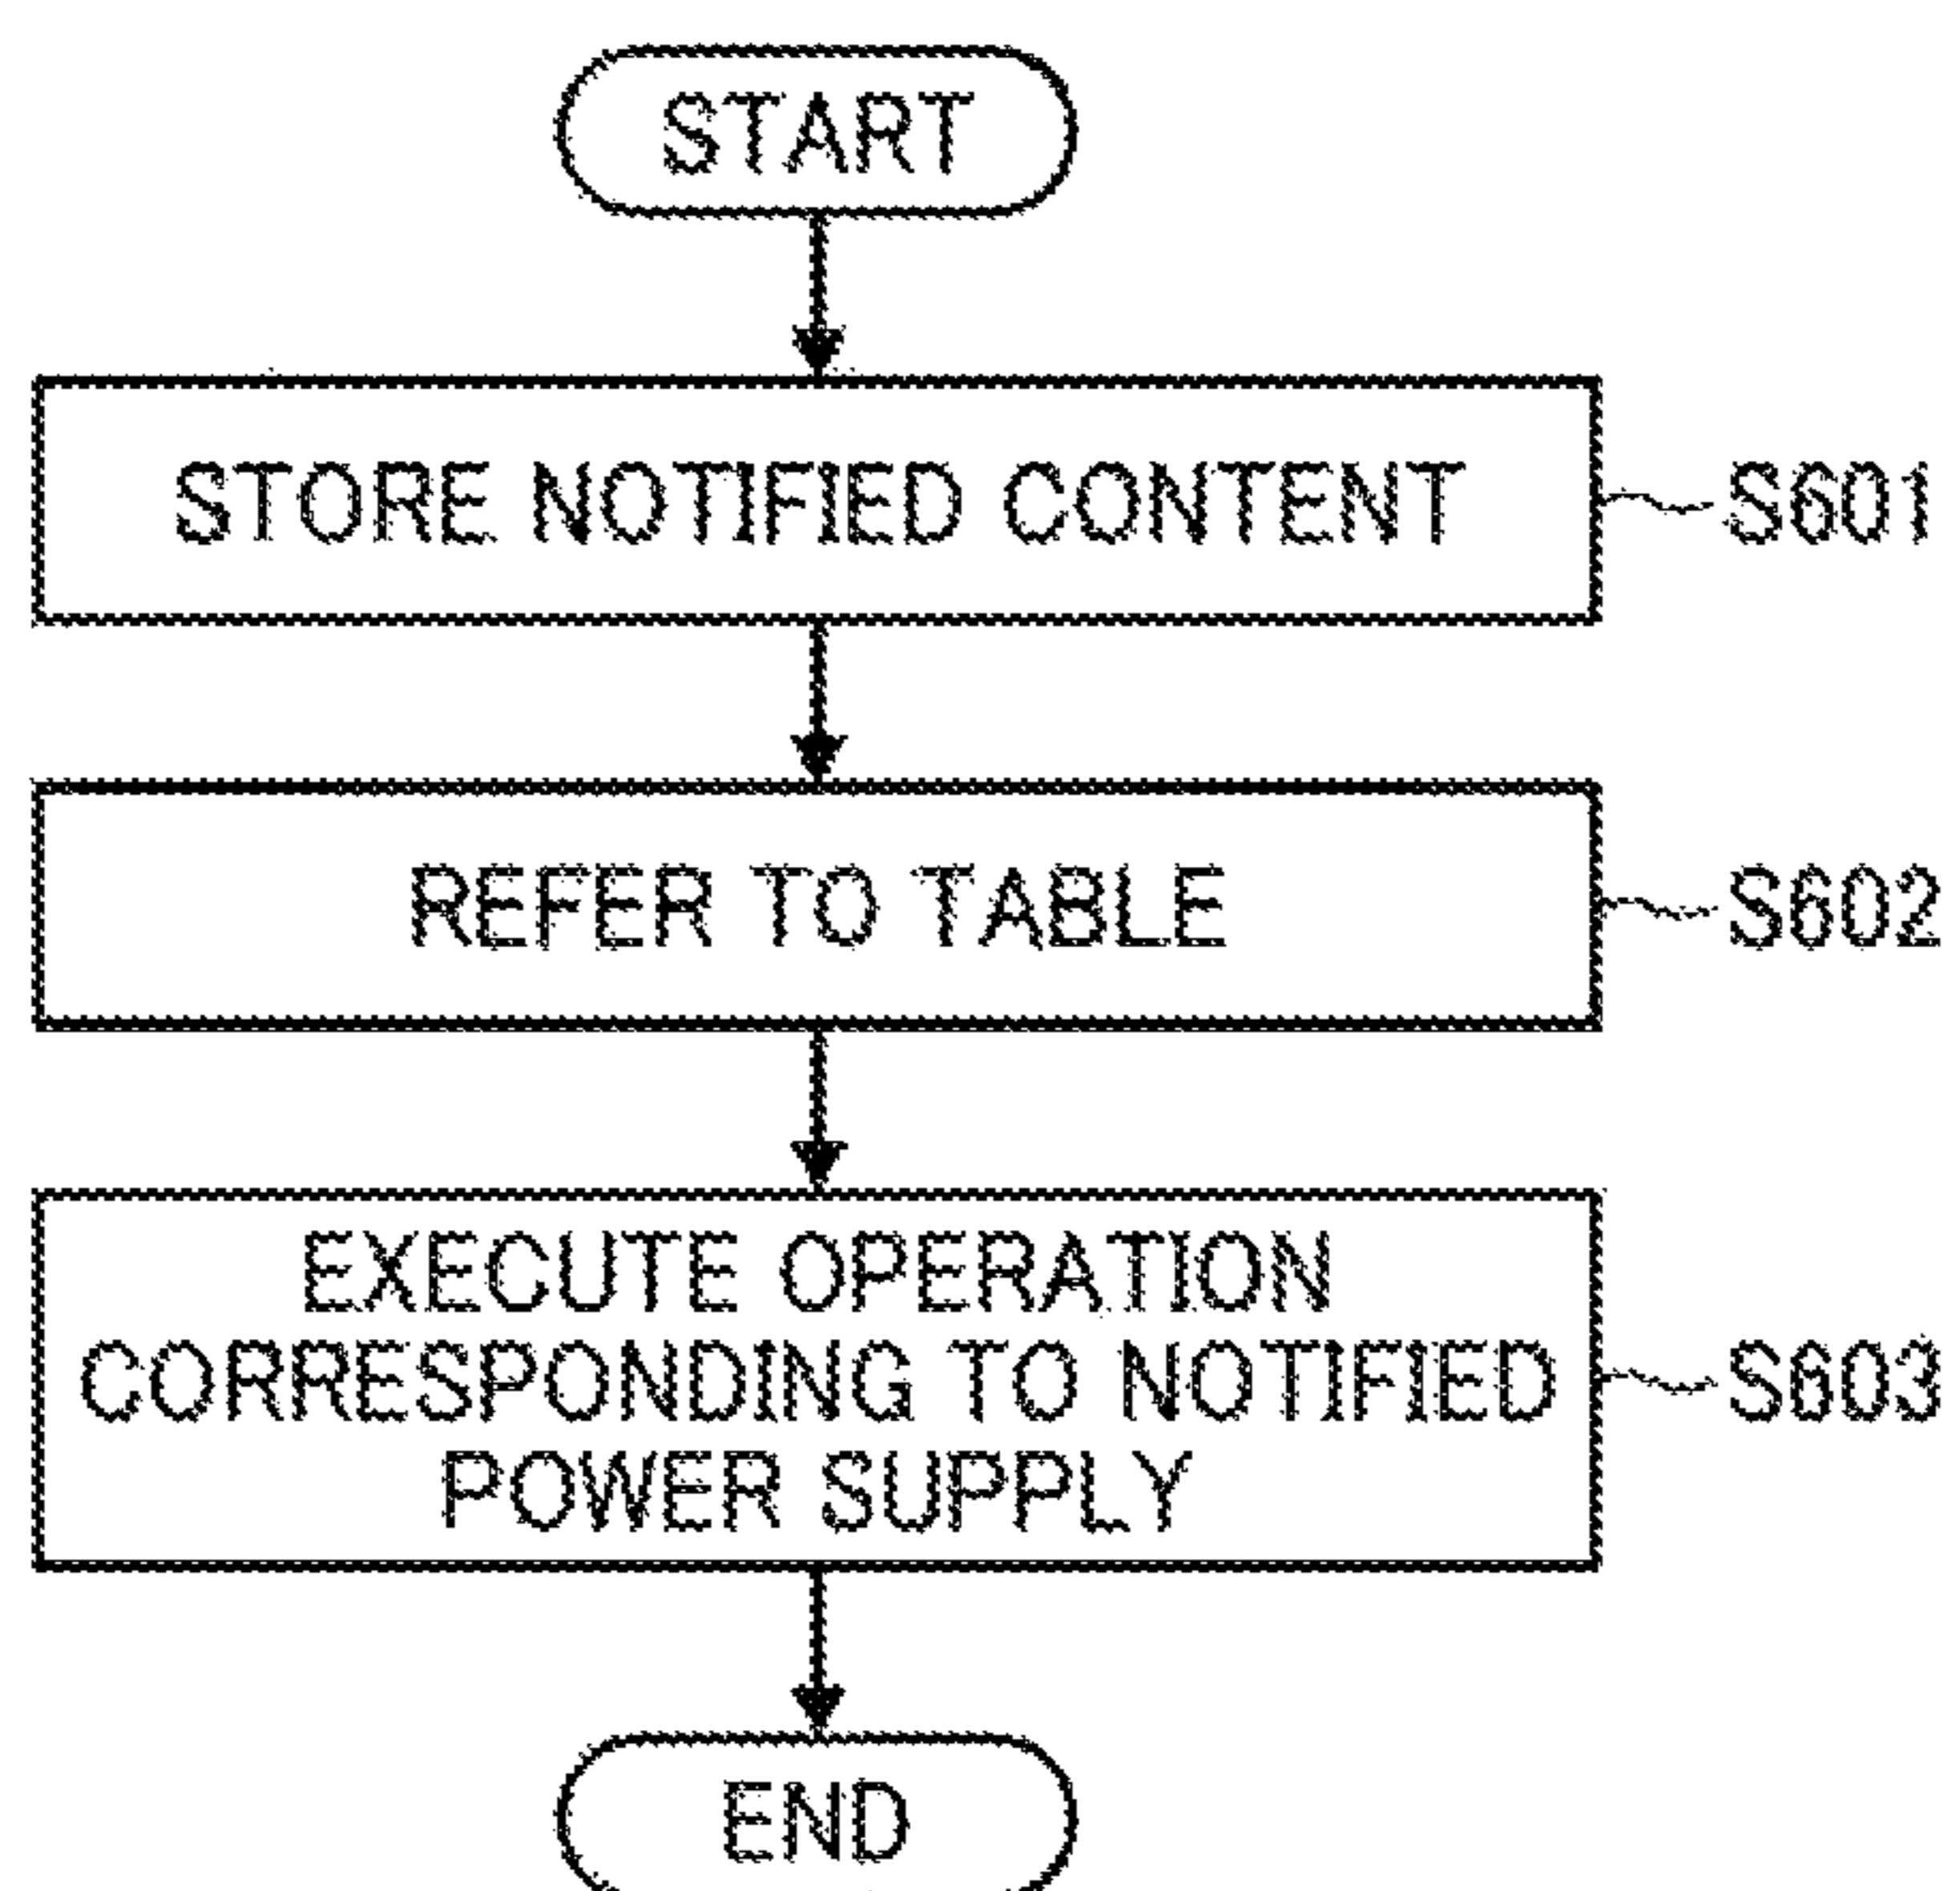 START
STORE NOTIFIED CONTENT
S601
REFER TO TABLE
S602
EXECUTE OPERATION
CORRESPONDING TO NOTIFIED
S603
POWER SUPPLY
END